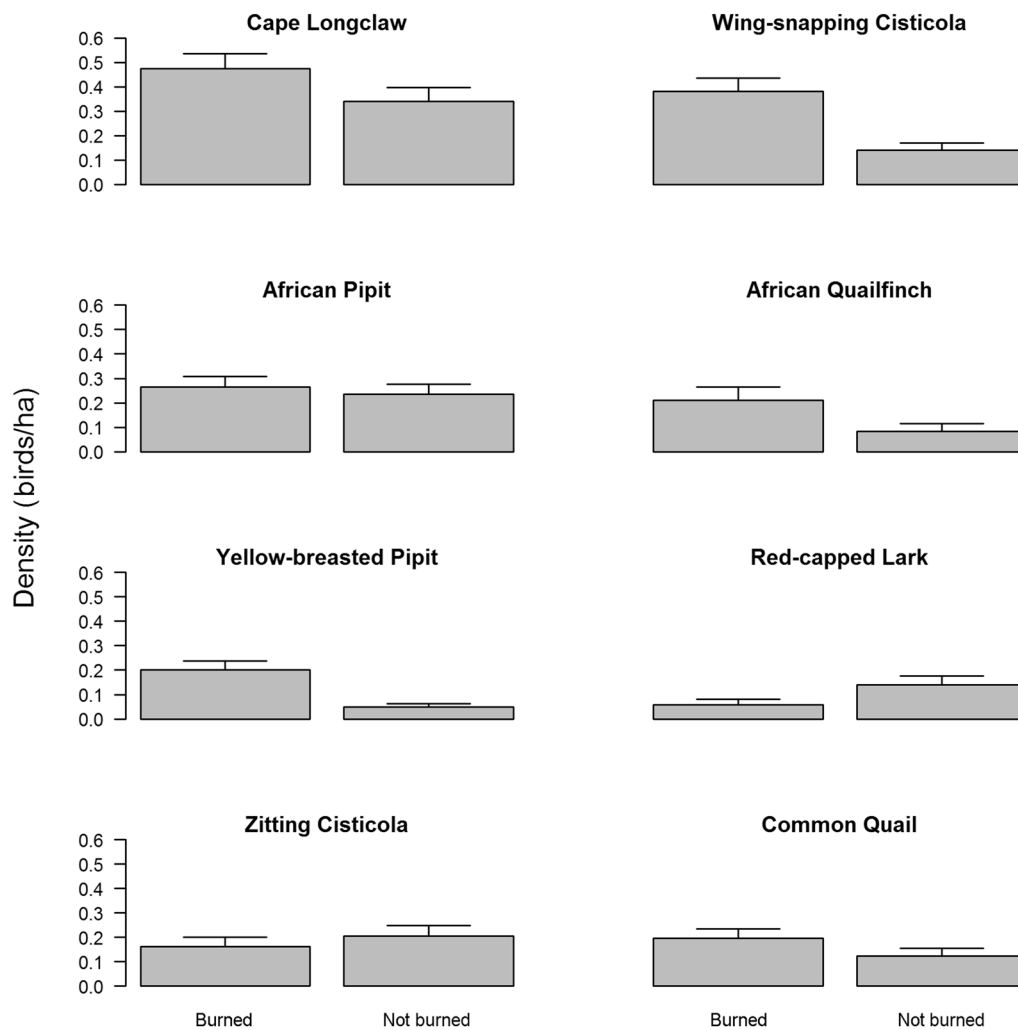 Cape Longclaw
Wing-snapping Cisticola
0.6
0.5
0.4
0.3
0.2
0.1
0.0
African Pipit
African Quailfinch
0.6
0.5
0.4
0.3
0.2
0.1
0.0
Density (birds/ha)
Yellow-breasted Pipit
Red-capped Lark
0.6
0.5
0.4
0.3
0.2
0.1
0.0
Zitting Cisticola
Common Quail
0.6
0.5
0.4
0.3
0.2
0.1
0.0
Burned
Not burned
Burned
Not burned